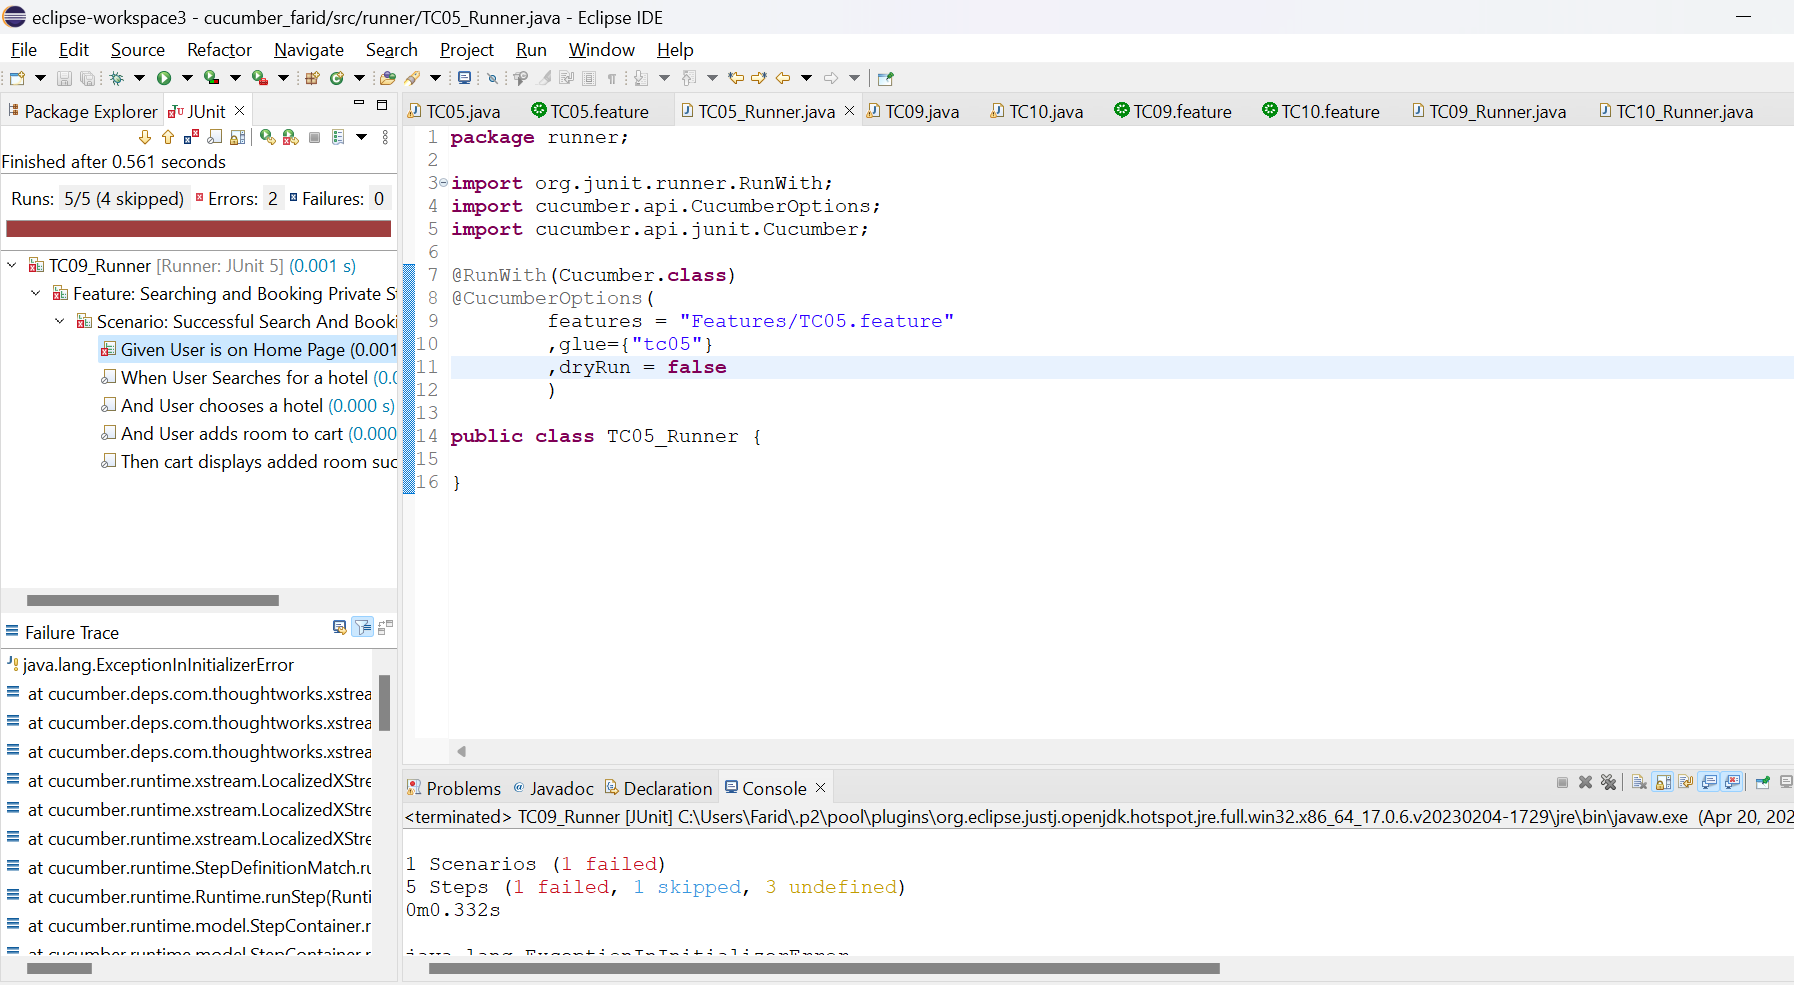 eclipse-workspace3 - cucumber_farid/src/runner/TC05_Runner.java - Eclipse IDE
File Edit Source Refactor Navigate Search Project Run Window Help
Package Explorer JUnit
Finished after 0.561 seconds
Runs: 5/5 (4 skipped) Errors: 2 Failures: 0
TC09_Runner [Runner: JUnit 5] (0.001 s)
Feature: Searching and Booking Private S
Scenario: Successful Search And Book
Given User is on Home Page (0.001
When User Searches for a hotel (0.0
And User chooses a hotel (0.000 s)
And User adds room to cart (0.000
Then cart displays added room suc
Failure Trace
java.lang.ExceptionInInitializerError
at cucumber.deps.com.thoughtworks.xstrea
at cucumber.deps.com.thoughtworks.xstrea
at cucumber.deps.com.thoughtworks.xstrea
at cucumber.runtime.xstream.LocalizedXStre
at cucumber.runtime.xstream.LocalizedXStre
at cucumber.runtime.xstream.LocalizedXStre
at cucumber.runtime.StepDefinitionMatch.ru
at cucumber.runtime.Runtime.runStep(Runti
at cucumber.runtime.model.StepContainer.r
at cucumber.runtime.model.StepContainer.r
TC05.java TC05.feature TC05_Runner.java TC09.java TC10.java TC09.feature TC10.feature TC09_Runner.java TC10_Runner.java
1 package runner;
2
3 import org.junit.runner.RunWith;
4 import cucumber.api.CucumberOptions;
5 import cucumber.api.junit.Cucumber;
6
7 @RunWith(Cucumber.class)
8 @CucumberOptions(
9 features = "Features/TC05.feature"
10 ,glue={"tc05"}
11 ,dryRun = false
12 )
13
14 public class TC05_Runner {
15
16 }
Problems Javadoc Declaration Console
<terminated> TC09_Runner [JUnit] C:\Users\Farid\.p2\pool\plugins\org.eclipse.justj.openjdk.hotspot.jre.full.win32.x86_64_17.0.6.v20230204-1729\jre\bin\javaw.exe (Apr 20, 202
1 Scenarios (1 failed)
5 Steps (1 failed, 1 skipped, 3 undefined)
0m0.332s
java.lang.ExceptionInInitializerError